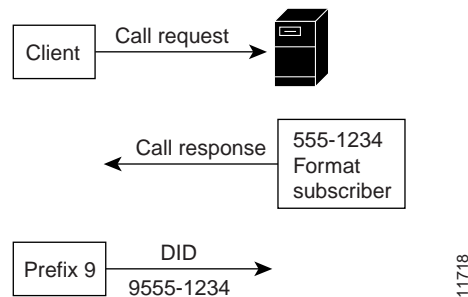 Client
Call request
Call response
555-1234
Format
subscriber
Prefix 9
DID
9555-1234
11718